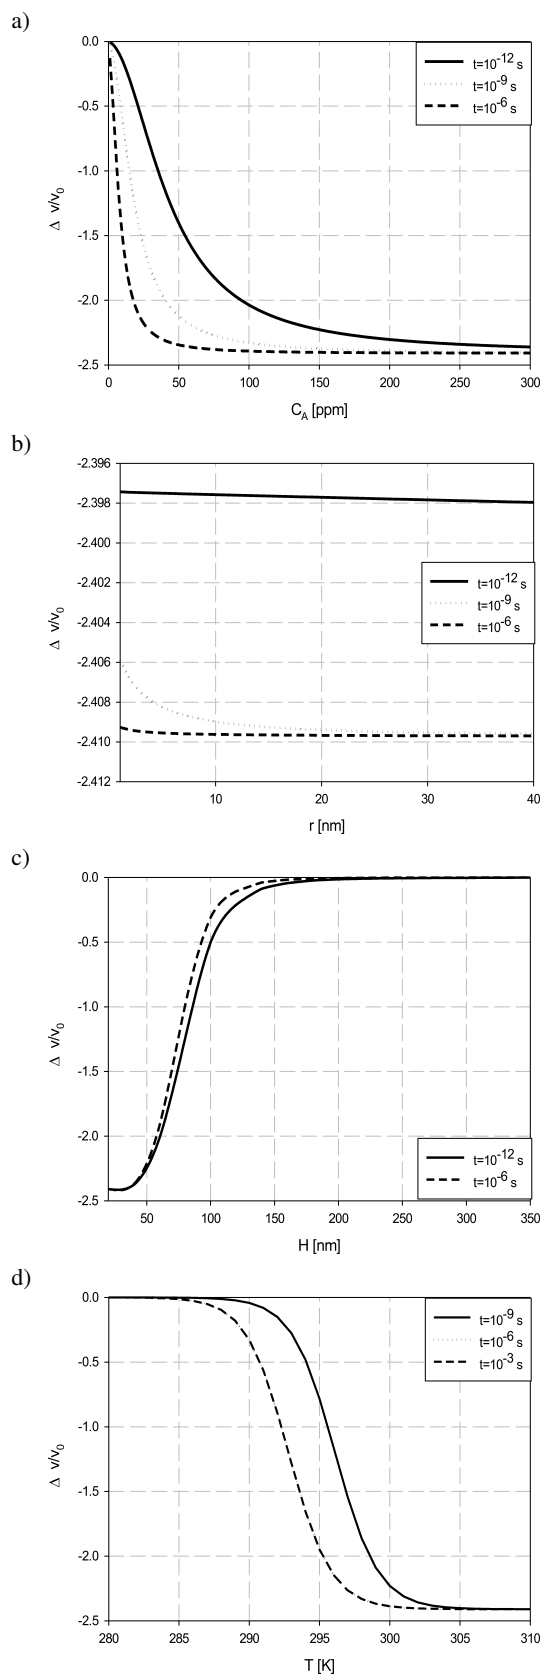 a)
0.0
-0.5
-1.0
-1.5
-2.0
-2.5
Δ v/v₀
t=10⁻¹² s
t=10⁻⁹ s
t=10⁻⁶ s
0 50 100 150 200 250 300
C_A [ppm]
b)
-2.396
-2.398
-2.400
-2.402
-2.404
-2.406
-2.408
-2.410
-2.412
Δ v/v₀
t=10⁻¹² s
t=10⁻⁹ s
t=10⁻⁶ s
10 20 30 40
r [nm]
c)
0.0
-0.5
-1.0
-1.5
-2.0
-2.5
Δ v/v₀
t=10⁻¹² s
t=10⁻⁶ s
50 100 150 200 250 300 350
H [nm]
d)
0.0
-0.5
-1.0
-1.5
-2.0
-2.5
Δ v/v₀
t=10⁻⁹ s
t=10⁻⁶ s
t=10⁻³ s
280 285 290 295 300 305 310
T [K]